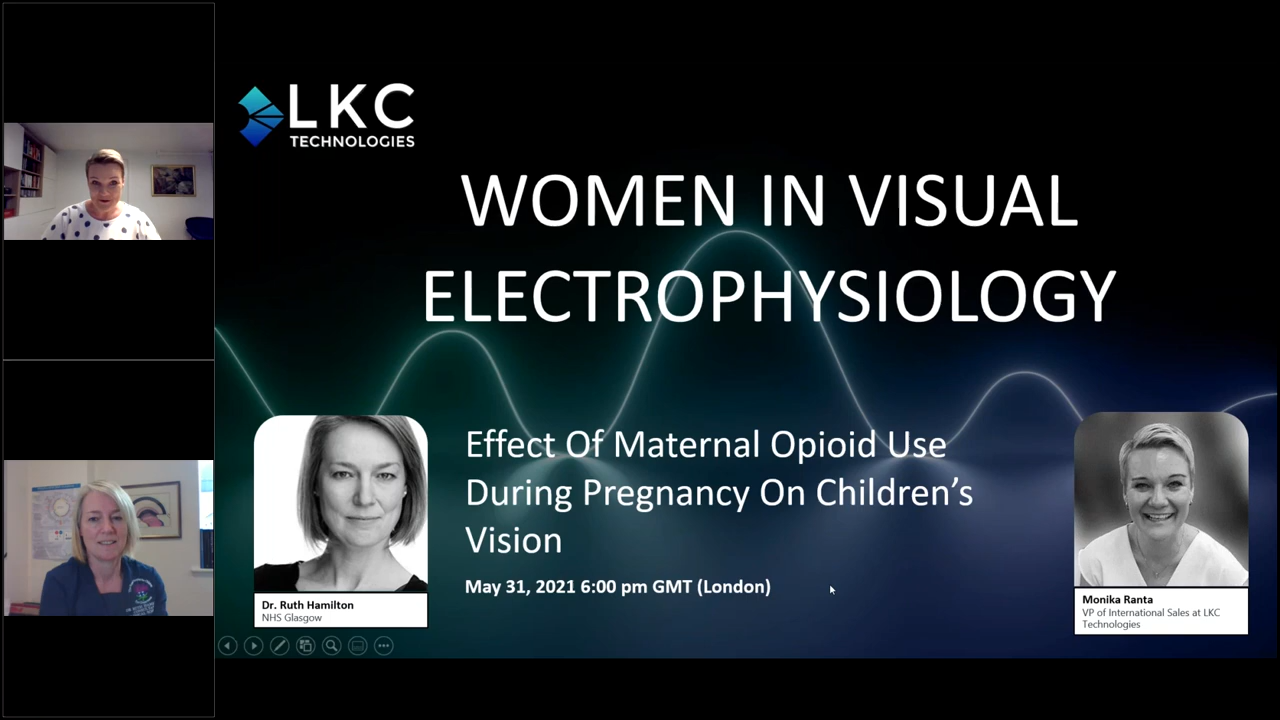 LKC
TECHNOLOGIES
WOMEN IN VISUAL
ELECTROPHYSIOLOGY
Effect Of Maternal Opioid Use
During Pregnancy On Children’s
Vision
May 31, 2021 6:00 pm GMT (London)
Dr. Ruth Hamilton
NHS Glasgow
Monika Ranta
VP of International Sales at LKC
Technologies